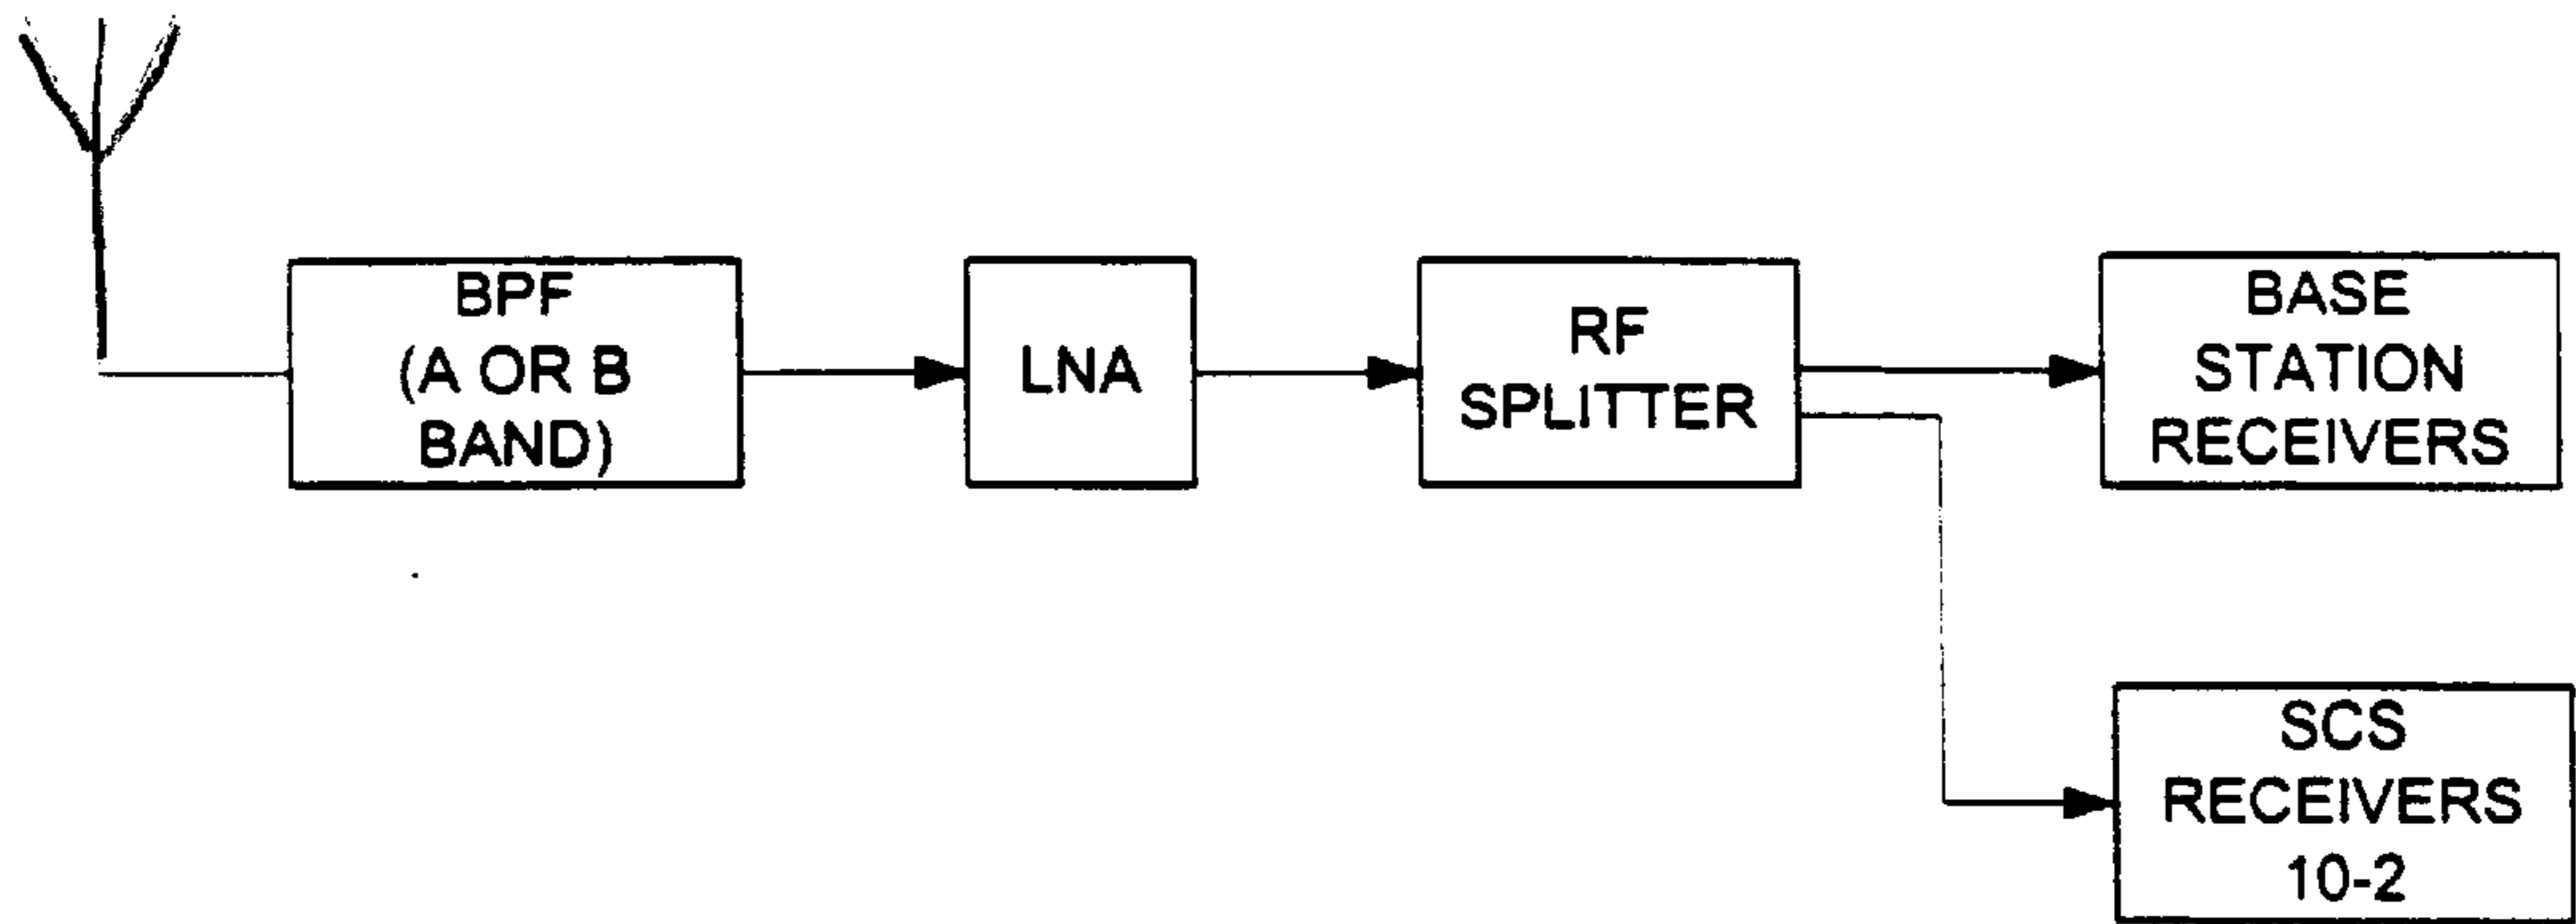 BPF
(A OR B
BAND)
LNA
RF
SPLITTER
BASE
STATION
RECEIVERS
SCS
RECEIVERS
10-2